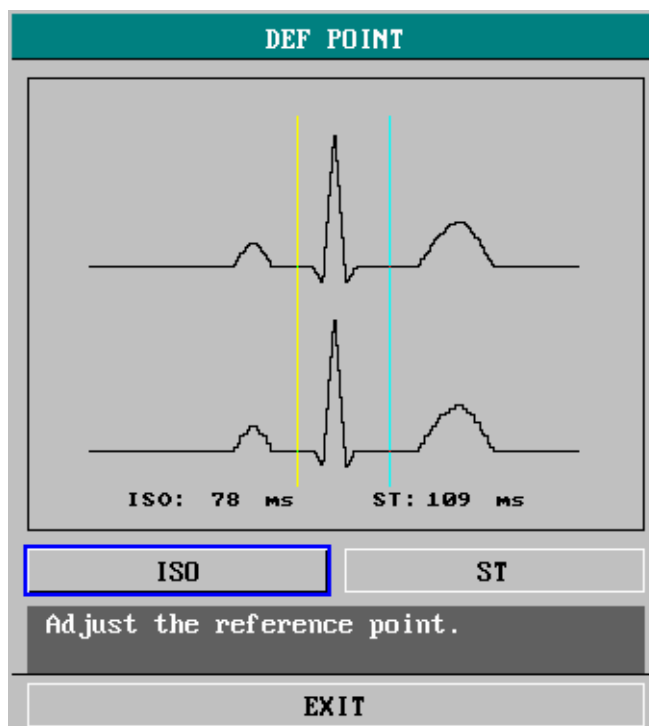 DEF POINT
ISO: 78 ms ST: 109 ms
ISO ST
Adjust the reference point.
EXIT